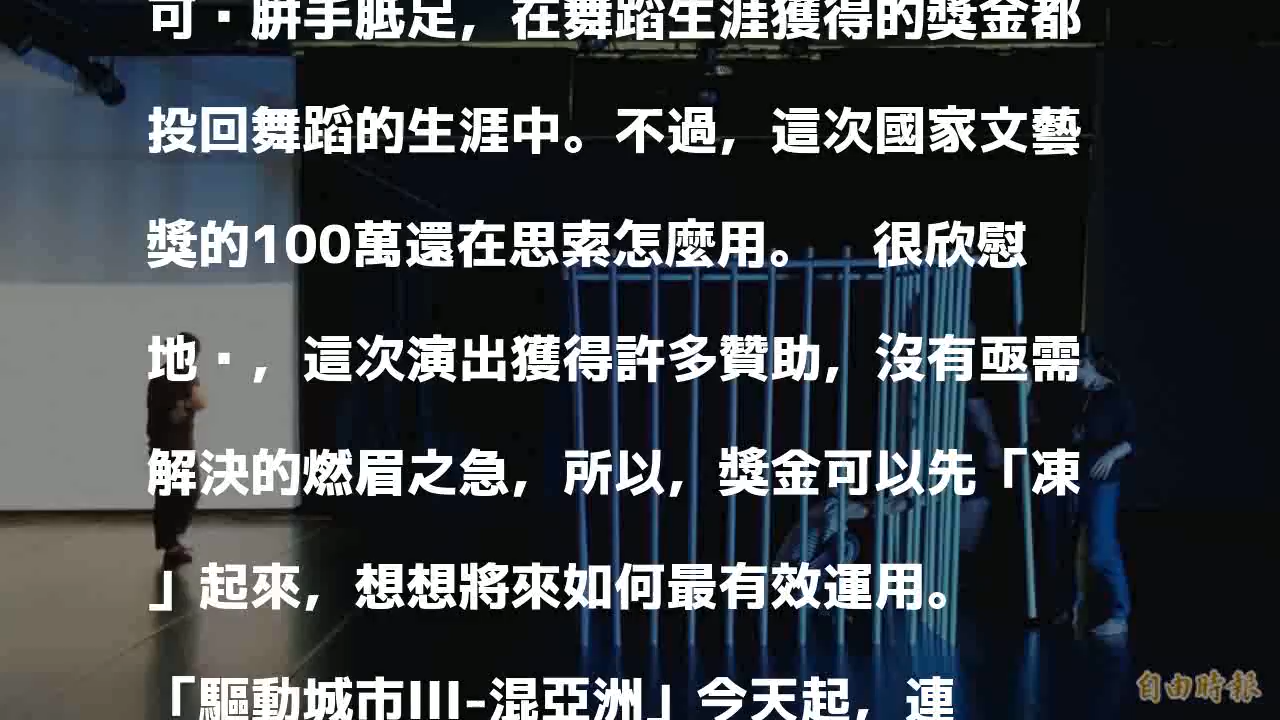 可·胼手胝足，在舞蹈生涯獲得的獎金都
投回舞蹈的生涯中。不過，這次國家文藝
獎的100萬還在思索怎麼用。　很欣慰
地·，這次演出獲得許多贊助，沒有亟需
解決的燃眉之急，所以，獎金可以先「凍
」起來，想想將來如何最有效運用。
「驅動城市III-混亞洲」今天起，連
自由時報